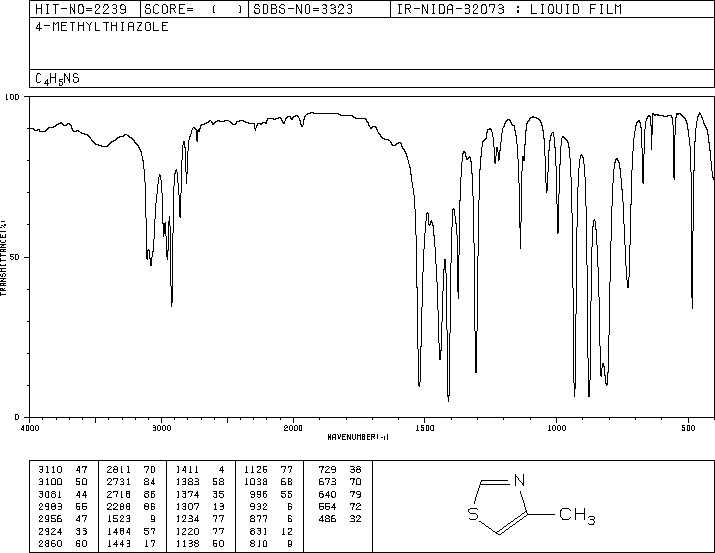 HIT-NO=2239 |SCORE= ( )|SDBS-NO=3323 |IR-NIDA-32073 : LIQUID FILM
4-METHYLTHIAZOLE
C4H5NS
100
50
0
TRANSMITTANCE(%)
4000 3000 2000 1500 1000 500
WAVENUMBER(-1)
3110 47 2811 70 1411 4 1126 77 729 38
3100 50 2731 84 1383 58 1038 68 673 70
3081 44 2718 86 1374 35 996 55 640 79
2983 55 2288 86 1307 13 932 6 554 72
2956 47 1523 9 1234 77 877 6 486 32
2924 33 1484 57 1220 77 831 12
2860 60 1443 17 1138 50 810 9
N
S
CH3